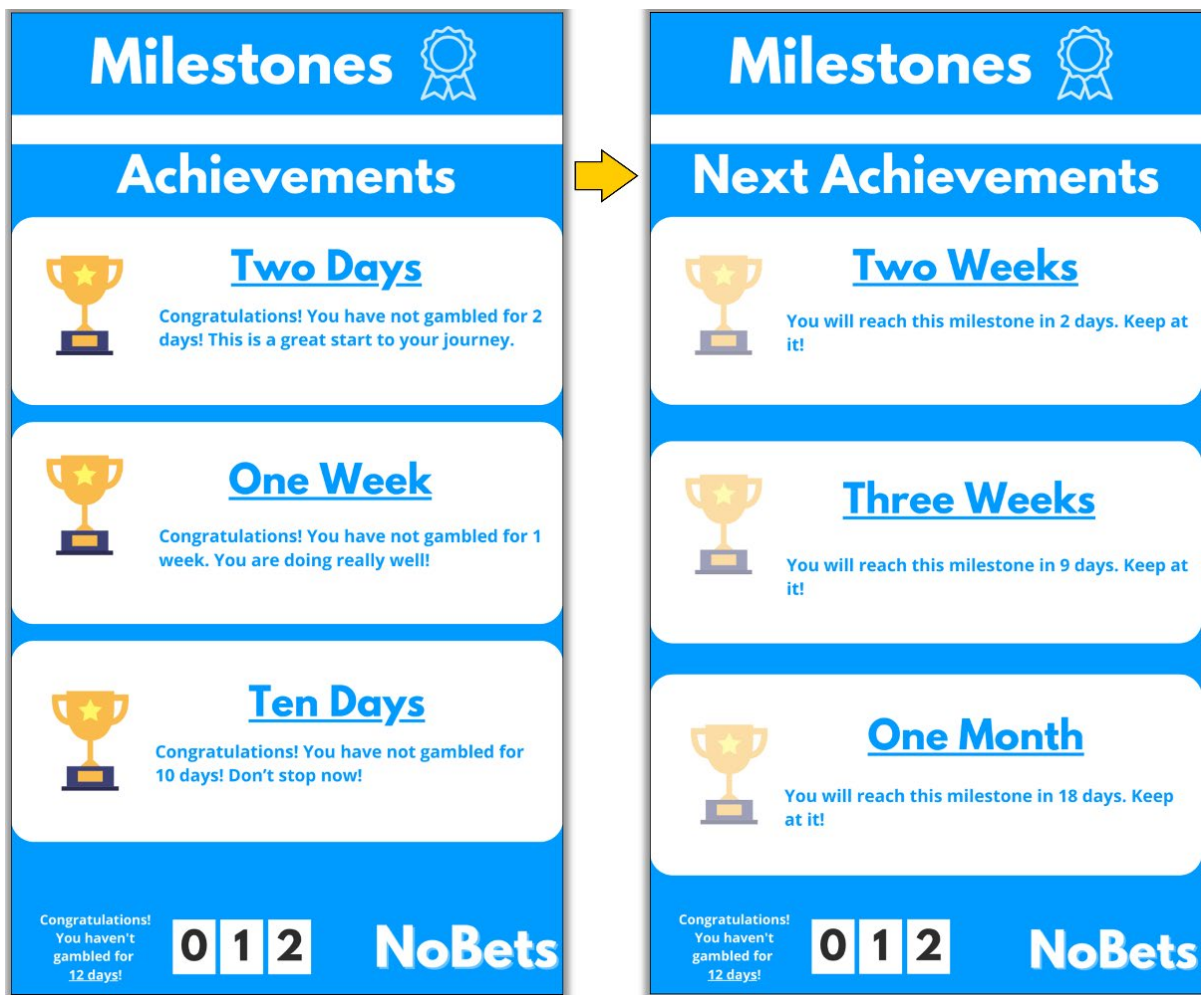 Milestones
Achievements
Two Days
Congratulations! You have not gambled for 2
days! This is a great start to your journey.
One Week
Congratulations! You have not gambled for 1
week. You are doing really well!
Ten Days
Congratulations! You have not gambled for
10 days! Don't stop now!
Congratulations!
You haven't
gambled for
12 days!
0 1 2
NoBets
Milestones
Next Achievements
Two Weeks
You will reach this milestone in 2 days. Keep at
it!
Three Weeks
You will reach this milestone in 9 days. Keep at
it!
One Month
You will reach this milestone in 18 days. Keep
at it!
Congratulations!
You haven't
gambled for
12 days!
0 1 2
NoBets